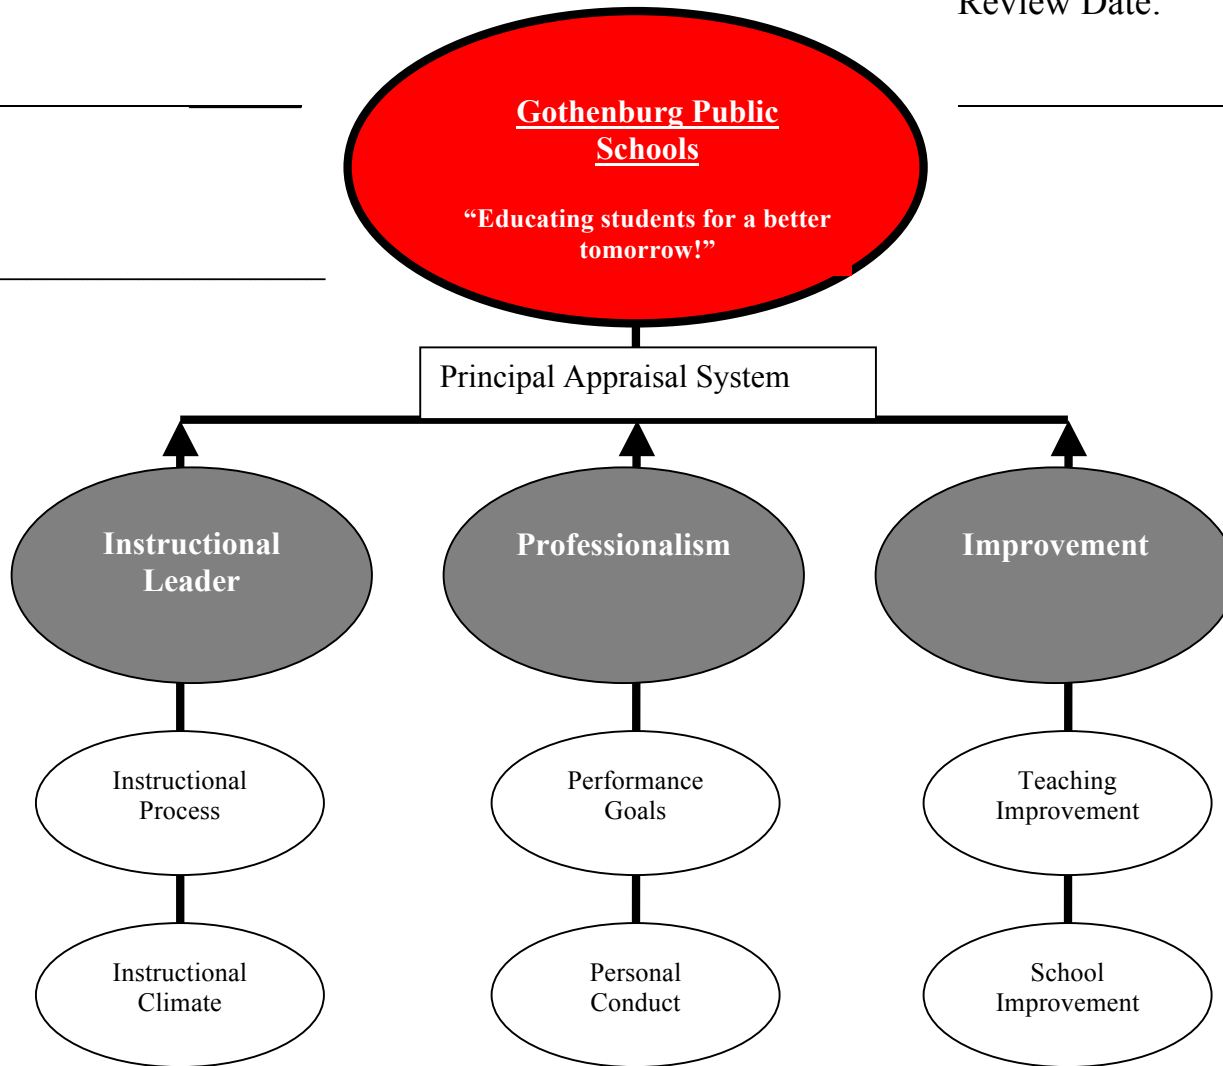 Review Date:
Gothenburg Public
Schools
“Educating students for a better
tomorrow!”
Principal Appraisal System
Instructional
Leader
Professionalism
Improvement
Instructional
Process
Performance
Goals
Teaching
Improvement
Instructional
Climate
Personal
Conduct
School
Improvement